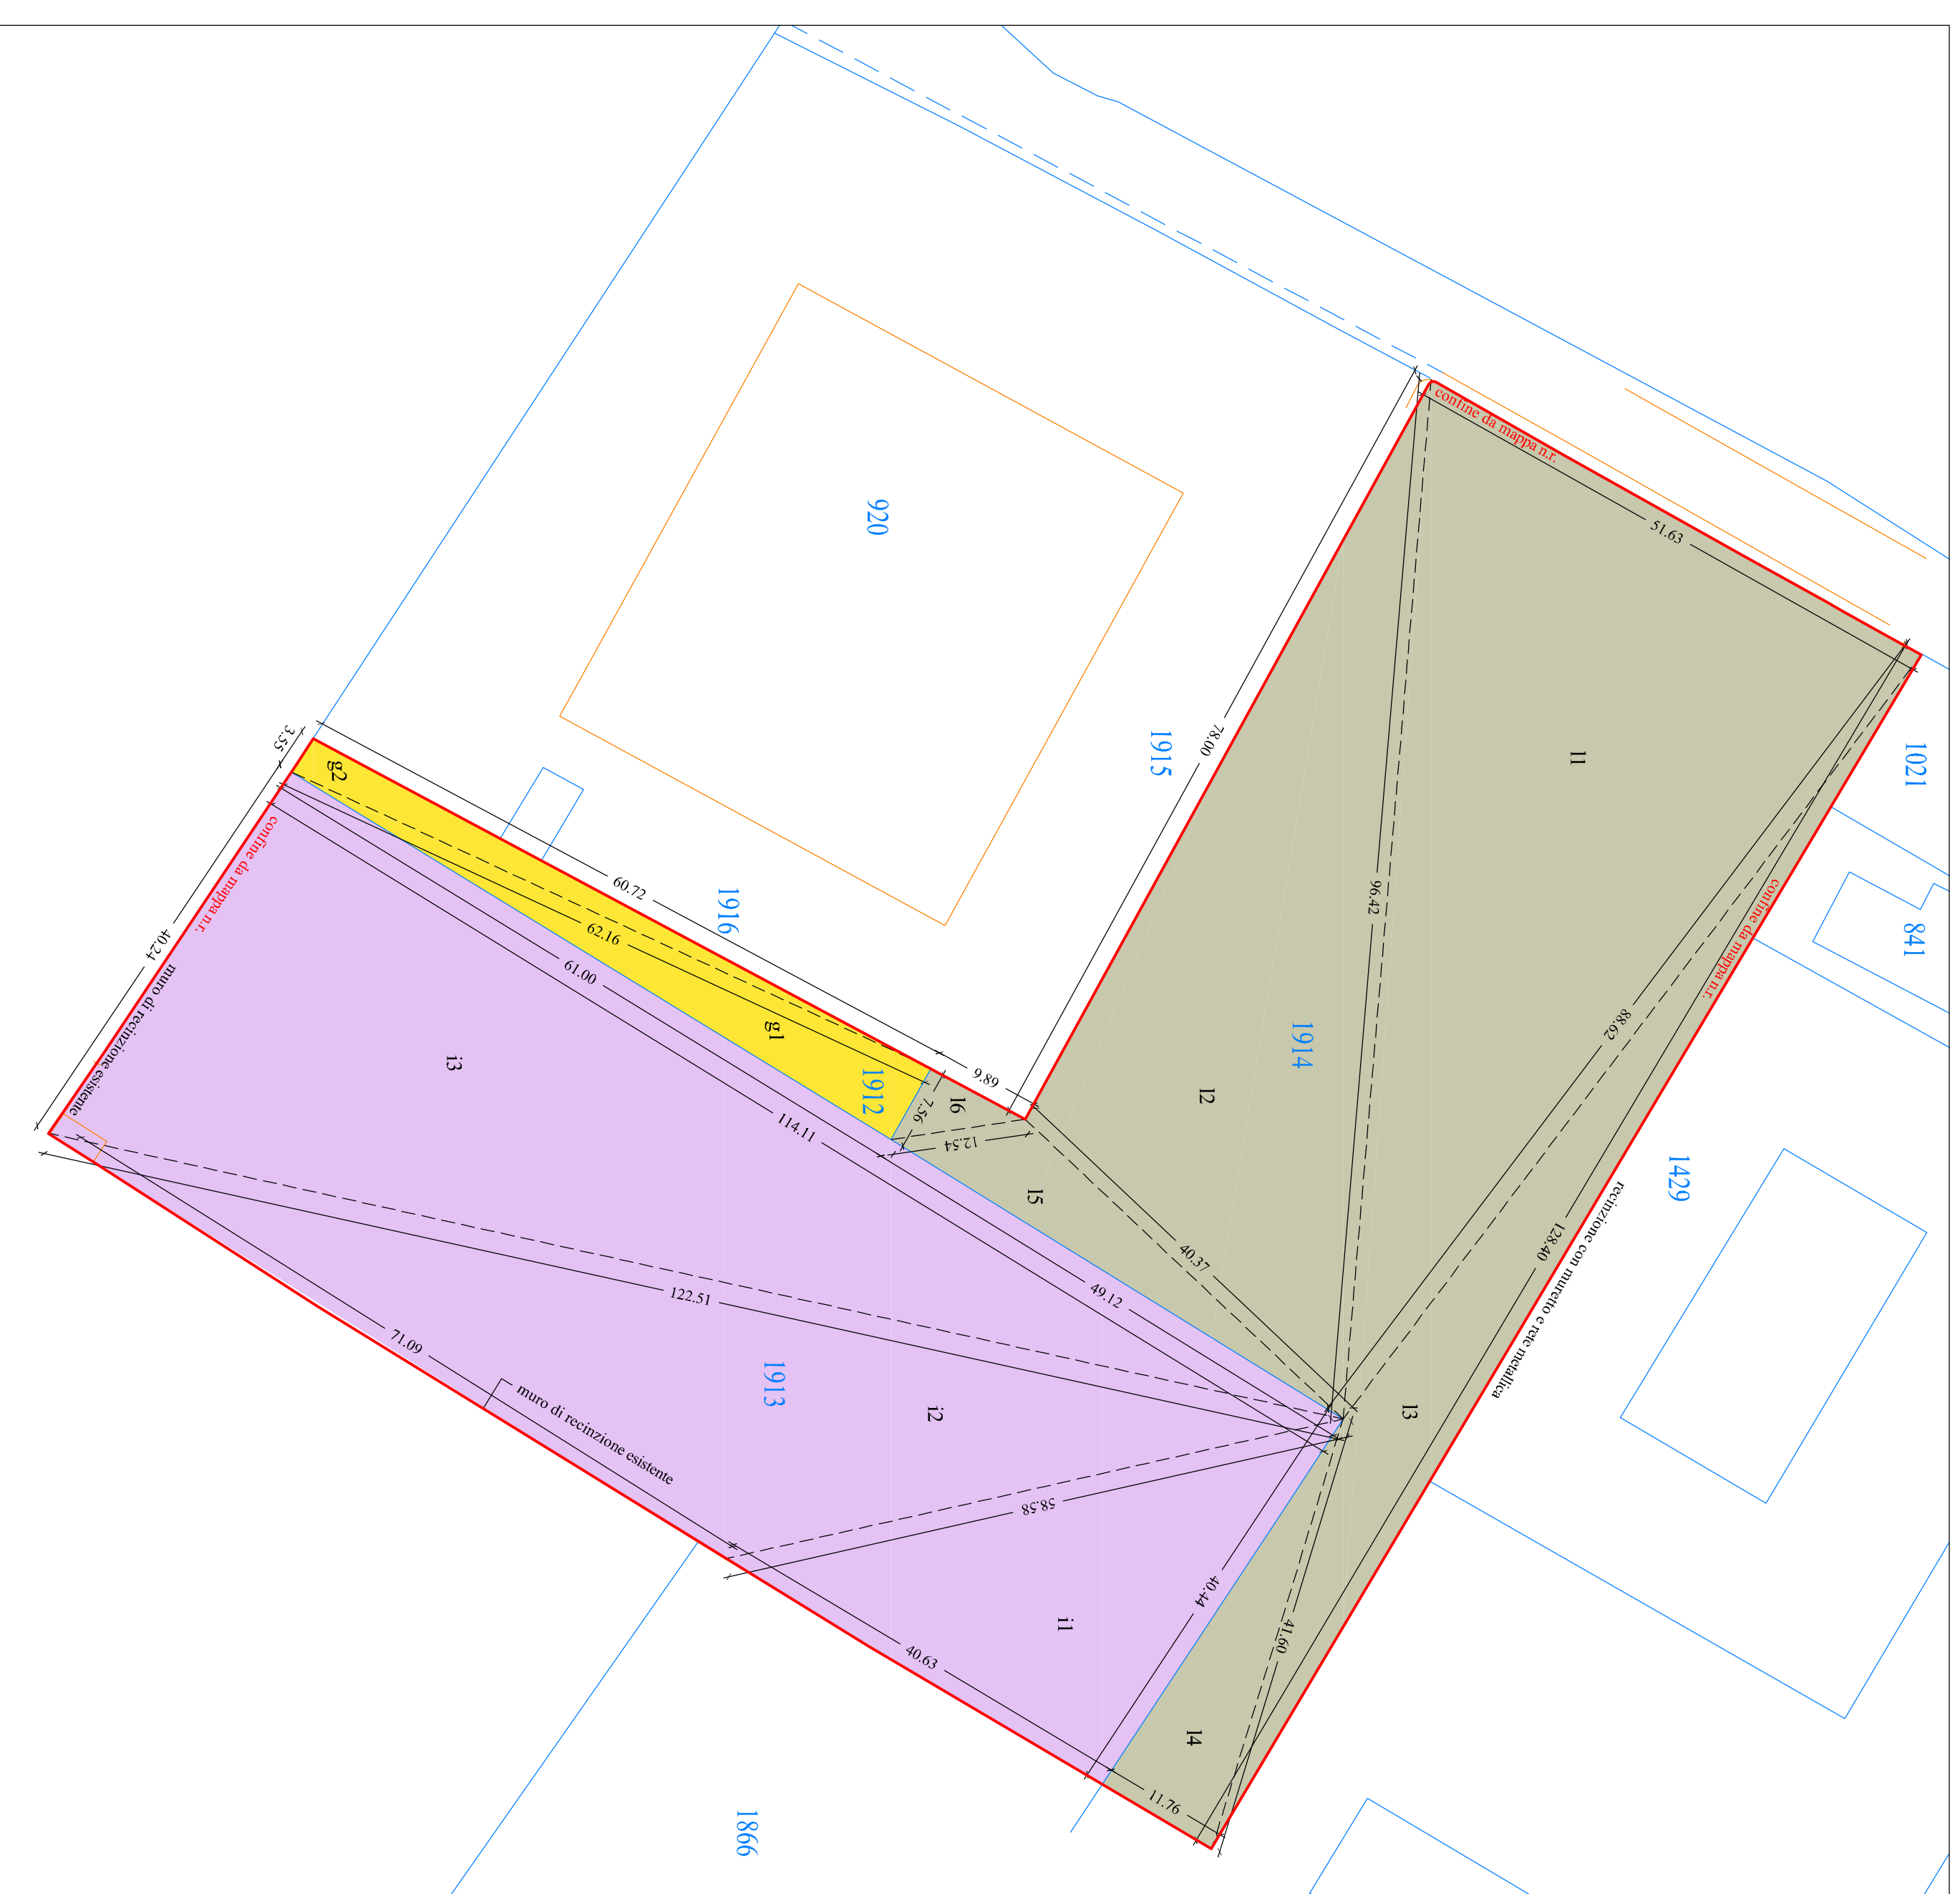 confine da mappa n.r.
51.63
920
l1
1021
1915
78.00
3.55
g2
96.42
confine da mappa n.r.
841
60.72
1916
62.16
61.00
confine da mappa n.r.
40.24
muro di recinzione esistente
g1
1912
i3
9.89
7.56
l6
12.54
114.11
1914
l2
88.62
l5
1429
recinzione con muretto e rete metallica
128.40
40.37
49.12
122.51
71.09
1913
i2
muro di recinzione esistente
l3
58.58
40.44
41.60
i1
40.63
l4
11.76
1866